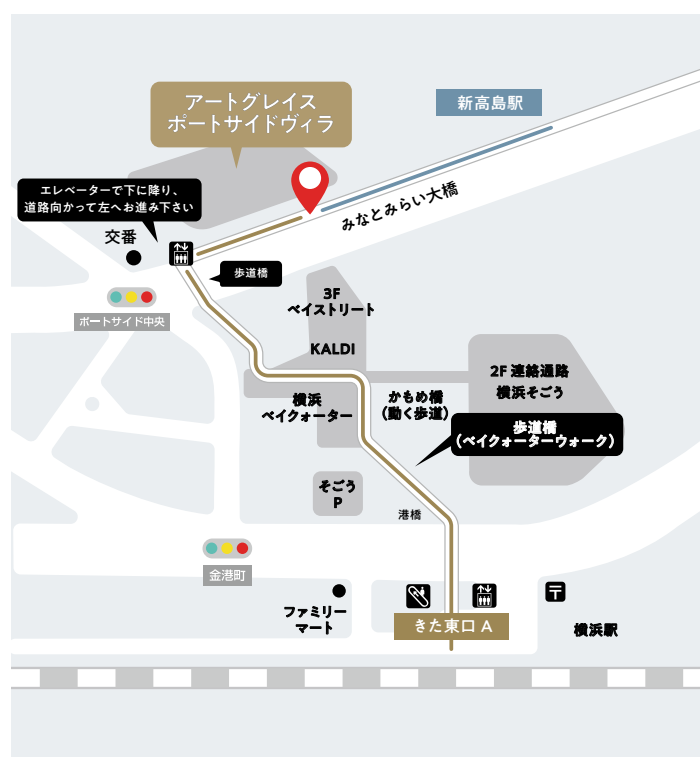 アートグレイス
ポートサイドヴィラ
新高島駅
エレベーターで下に降り、
道路向かって左へお進み下さい
みなとみらい大橋
交番
歩道橋
3F
ベイストリート
ポートサイド中央
KALDI
2F 連絡通路
横浜そごう
横浜
ベイクォーター
かもめ橋
(動く歩道)
歩道橋
(ベイクォーターウォーク)
そごう
P
港橋
金港町
ファミリー
マート
きた東口 A
〒
横浜駅